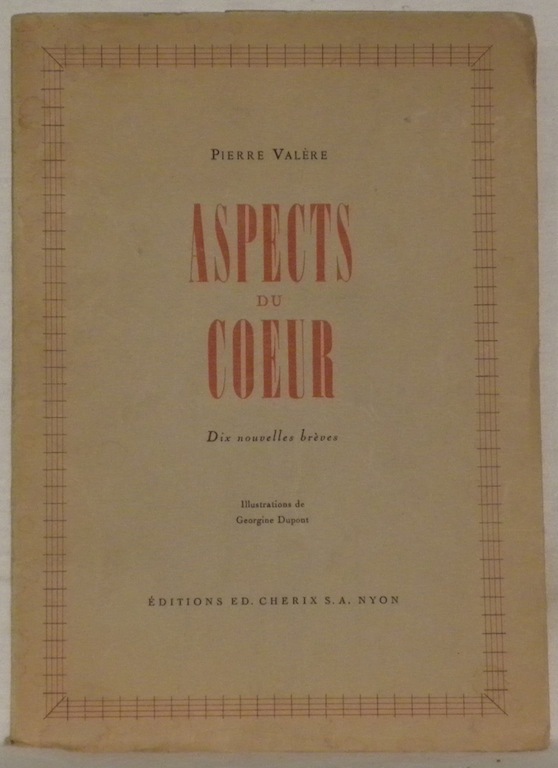 PIERRE VALÈRE
ASPECTS
DU
COEUR
Dix nouvelles brèves
Illustrations de
Georgine Dupont
ÉDITIONS ED. CHERIX S.A. NYON